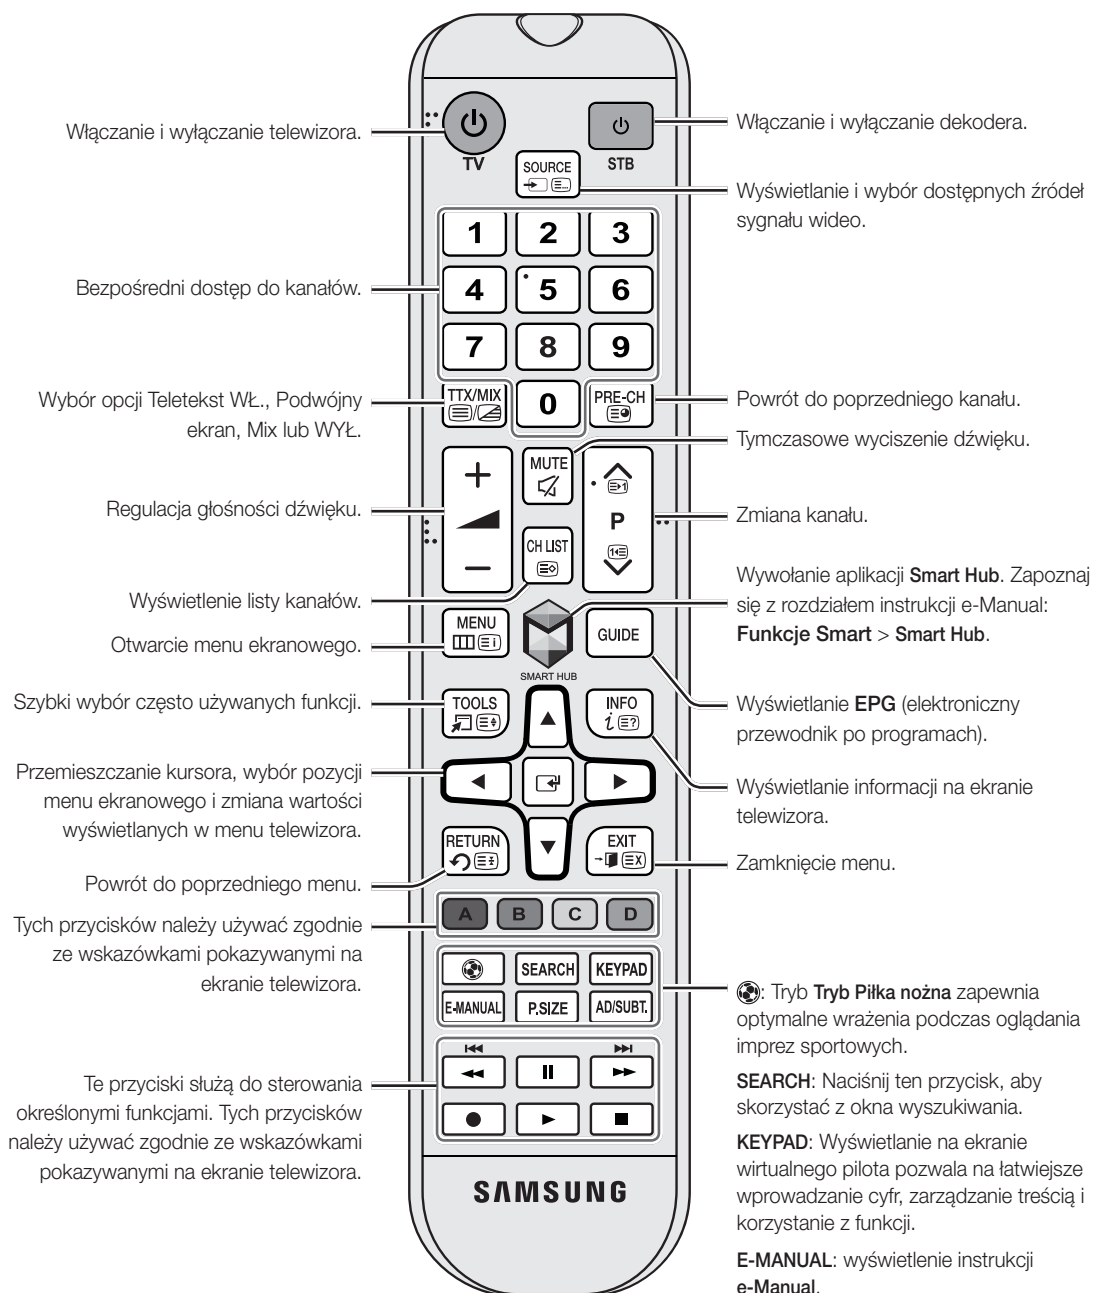 Włączanie i wyłączanie telewizora.
TV
STB
Włączanie i wyłączanie dekodera.
SOURCE
Wyświetlanie i wybór dostępnych źródeł
sygnału wideo.
1 2 3
Bezpośredni dostęp do kanałów.
4 5 6
7 8 9
Wybór opcji Teletekst WŁ., Podwójny
ekran, Mix lub WYŁ.
TTX/MIX
0
PRE-CH
Powrót do poprzedniego kanału.
MUTE
Tymczasowe wyciszenie dźwięku.
Regulacja głośności dźwięku.
P
Zmiana kanału.
CH LIST
Wyświetlenie listy kanałów.
Wywołanie aplikacji Smart Hub. Zapoznaj
się z rozdziałem instrukcji e-Manual:
Funkcje Smart > Smart Hub.
MENU
Otwarcie menu ekranowego.
SMART HUB
GUIDE
Szybki wybór często używanych funkcji.
TOOLS
INFO
Wyświetlanie EPG (elektroniczny
przewodnik po programach).
Przemieszczanie kursora, wybór pozycji
menu ekranowego i zmiana wartości
wyświetlanych w menu telewizora.
Wyświetlanie informacji na ekranie
telewizora.
RETURN
EXIT
Zamknięcie menu.
Powrót do poprzedniego menu.
A B C D
Tych przycisków należy używać zgodnie
ze wskazówkami pokazywanymi na
ekranie telewizora.
SEARCH KEYPAD
E-MANUAL P.SIZE AD/SUBT.
: Tryb Tryb Piłka nożna zapewnia
optymalne wrażenia podczas oglądania
imprez sportowych.
SEARCH: Naciśnij ten przycisk, aby
skorzystać z okna wyszukiwania.
KEYPAD: Wyświetlanie na ekranie
wirtualnego pilota pozwala na łatwiejsze
wprowadzanie cyfr, zarządzanie treścią i
korzystanie z funkcji.
E-MANUAL: wyświetlenie instrukcji
e-Manual.
Te przyciski służą do sterowania
określonymi funkcjami. Tych przycisków
należy używać zgodnie ze wskazówkami
pokazywanymi na ekranie telewizora.
SAMSUNG